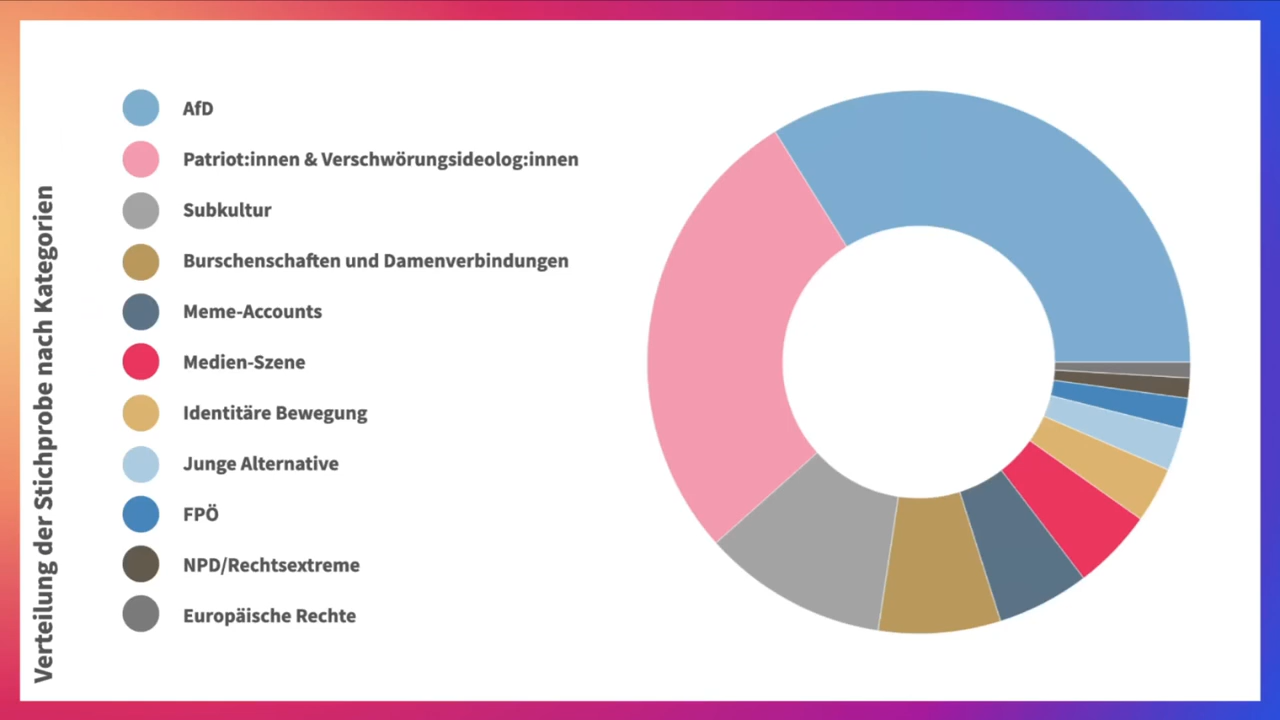 Verteilung der Stichprobe nach Kategorien
AfD
Patriot:innen & Verschwörungsideolog:innen
Subkultur
Burschenschaften und Damenverbindungen
Meme-Accounts
Medien-Szene
Identitäre Bewegung
Junge Alternative
FPÖ
NPD/Rechtsextreme
Europäische Rechte